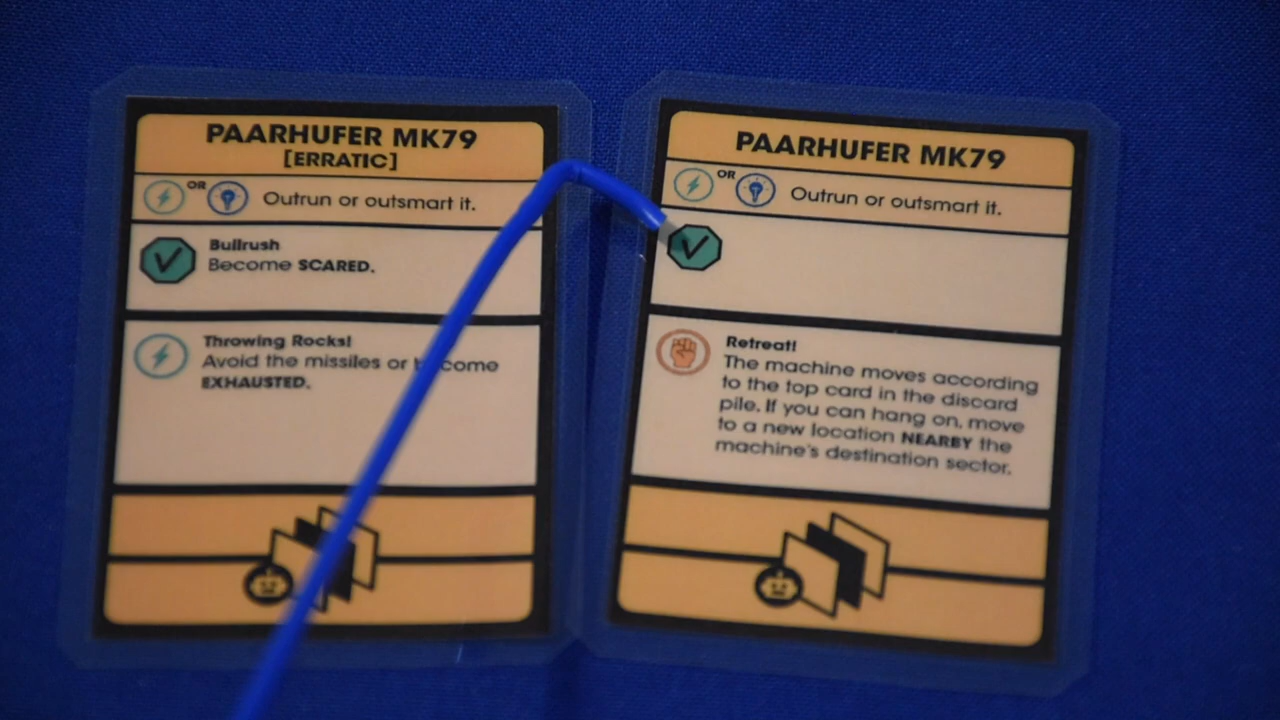 PAARHUFER MK79
[ERRATIC]
OR
Outrun or outsmart it.
Bullrush
Become SCARED.
Throwing Rocks!
Avoid the missiles or come
EXHAUSTED.
PAARHUFER MK79
OR
Outrun or outsmart it.
Retreat!
The machine moves according
to the top card in the discard
pile. If you can hang on, move
to a new location NEARBY the
machine's destination sector.